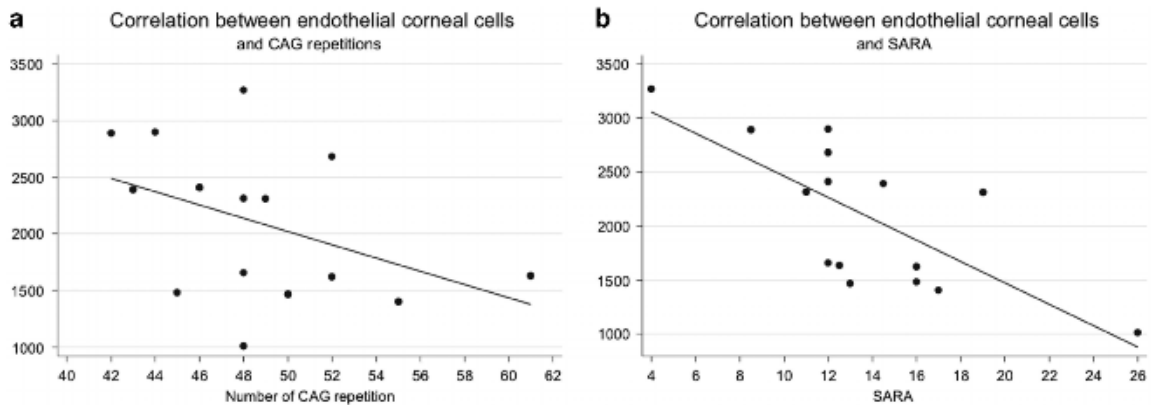 a
Correlation between endothelial corneal cells
and CAG repetitions
3500
3000
2500
2000
1500
1000
40 42 44 46 48 50 52 54 56 58 60 62
Number of CAG repetition
b
Correlation between endothelial corneal cells
and SARA
3500
3000
2500
2000
1500
1000
4 6 8 10 12 14 16 18 20 22 24 26
SARA